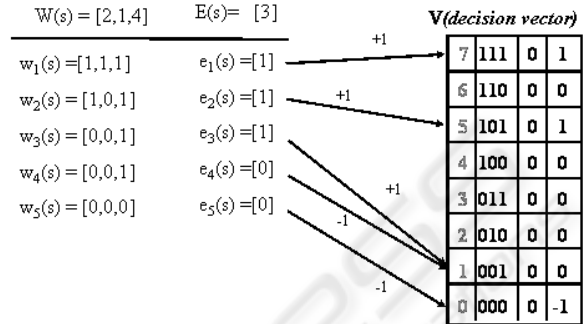 W(s) = [2,1,4] E(s)= [3]
V(decision vector)
w1(s) =[1,1,1] e1(s) =[1] +1 7 111 0 1
w2(s) = [1,0,1] e2(s) =[1] +1 6 110 0 0
w3(s) = [0,0,1] e3(s) =[1] 5 101 0 1
w4(s) = [0,0,1] e4(s) =[0] +1 4 100 0 0
w5(s) = [0,0,0] e5(s) =[0] -1 3 011 0 0
2 010 0 0
-1 1 001 0 0
0 000 0 -1